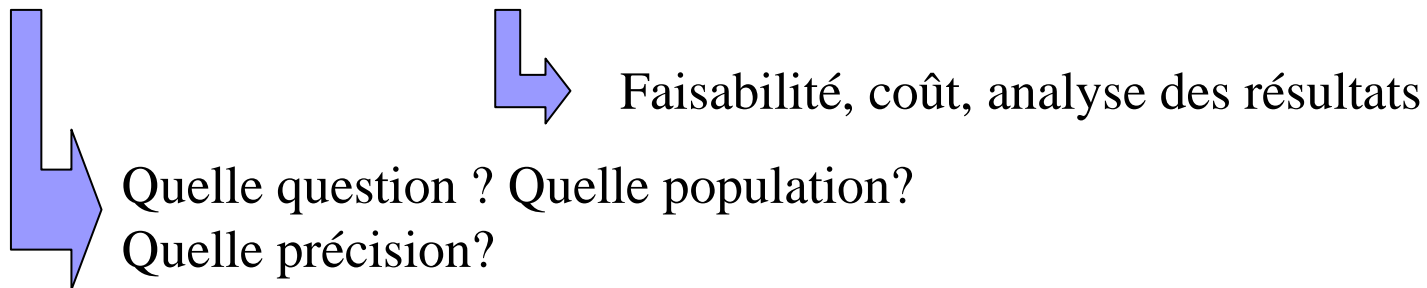 Faisabilité, coût, analyse des résultats
Quelle question ? Quelle population?
Quelle précision?